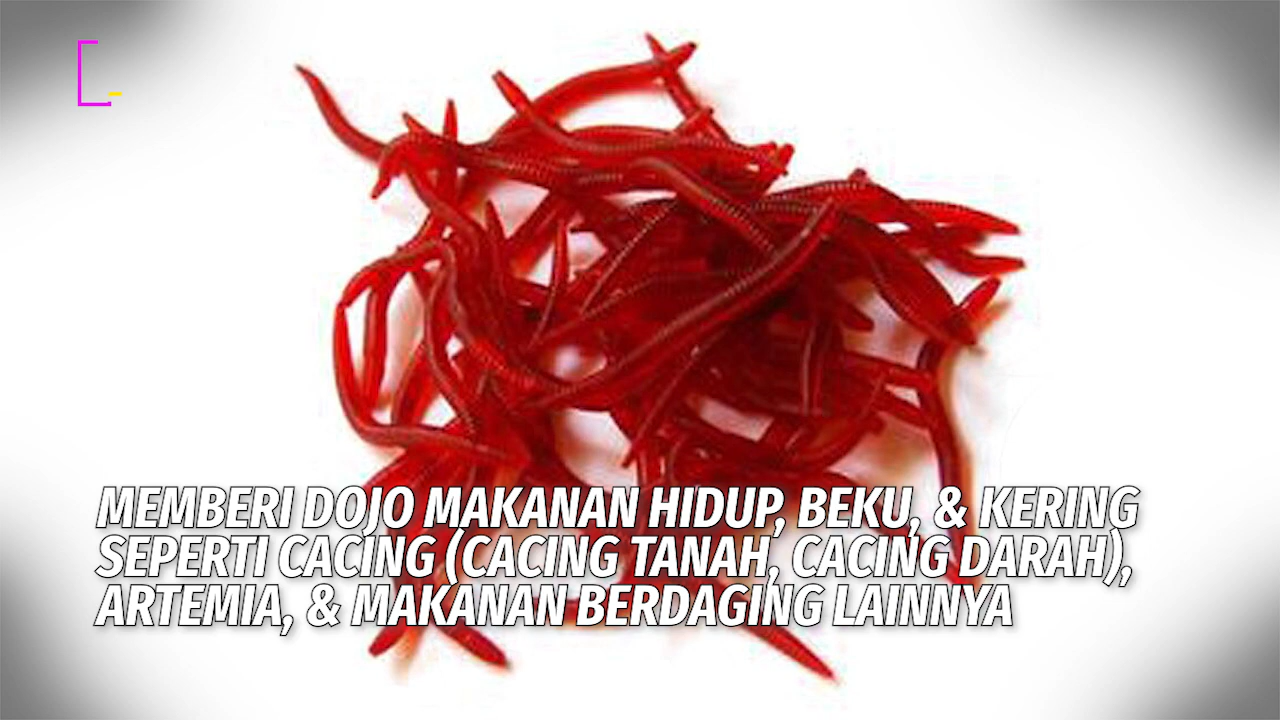 MEMBERI DOJO MAKANAN HIDUP, BEKU, & KERING
SEPERTI CACING (CACING TANAH, CACING DARAH),
ARTEMIA, & MAKANAN BERDAGING LAINNYA